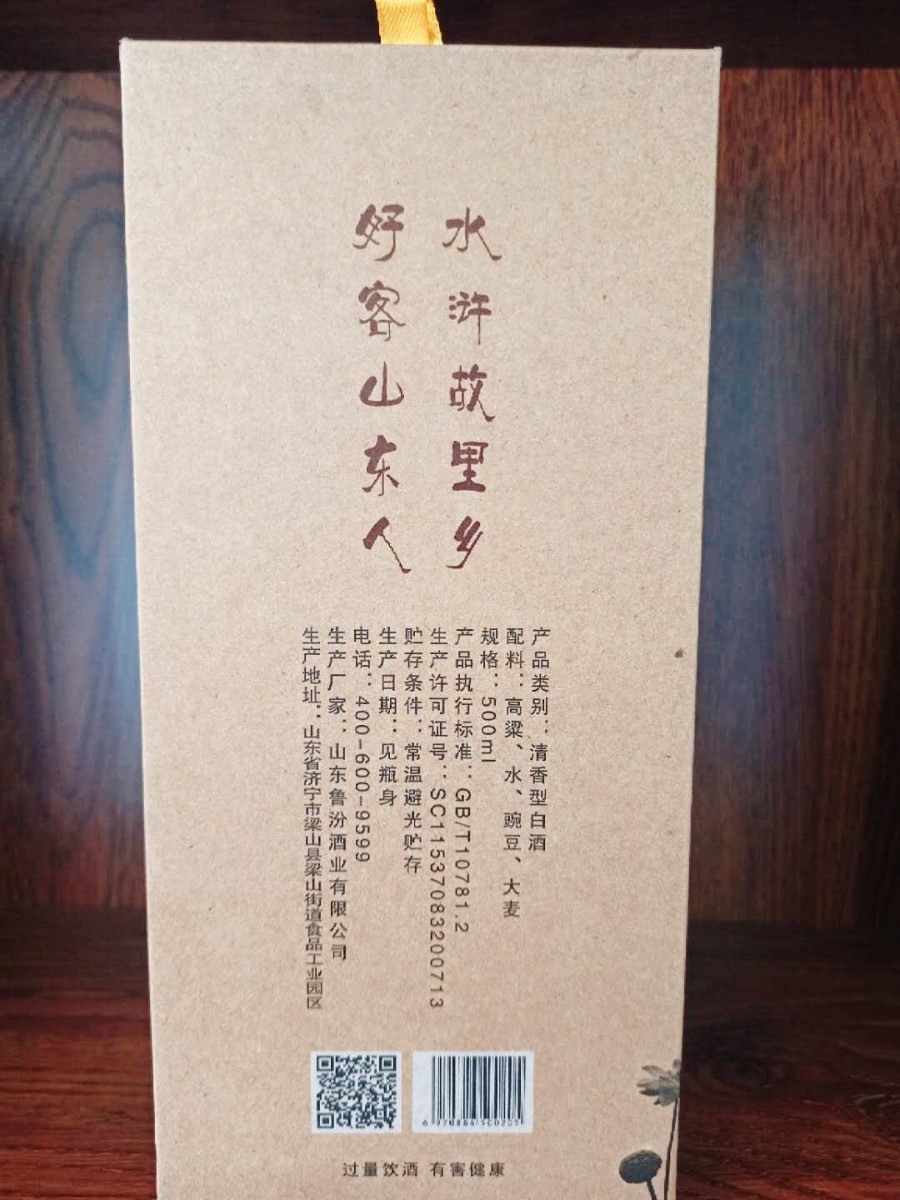 水浒故里乡
好客山东人
产品类别：清香型白酒
配料：高粱、水、豌豆、大麦
规格：500ml
产品执行标准：GB/T10781.2
生产许可证号：SC11537083200713
贮存条件：常温避光贮存
生产日期：见瓶身
电话：400-600-9599
生产厂家：山东鲁汾酒业有限公司
生产地址：山东省济宁市梁山县梁山街道食品工业园区
过量饮酒 有害健康